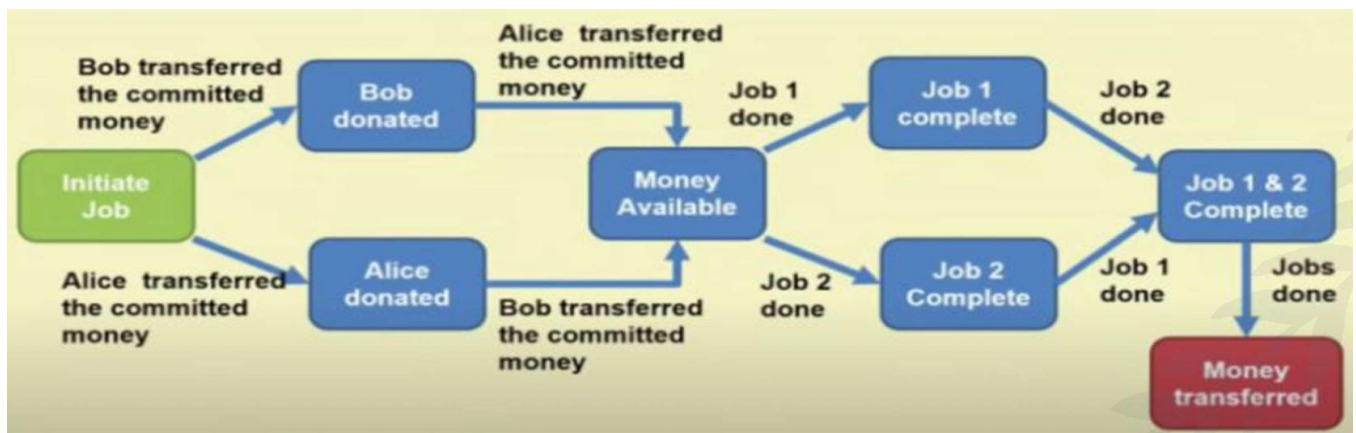 Bob transferred
the committed
money
Bob
donated
Alice transferred
the committed
money
Initiate
Job
Alice transferred
the committed
money
Alice
donated
Bob transferred
the committed
money
Money
Available
Job 1
done
Job 1
complete
Job 2
done
Job 2
done
Job 2
Complete
Job 1
done
Job 1 & 2
Complete
Jobs
done
Money
transferred